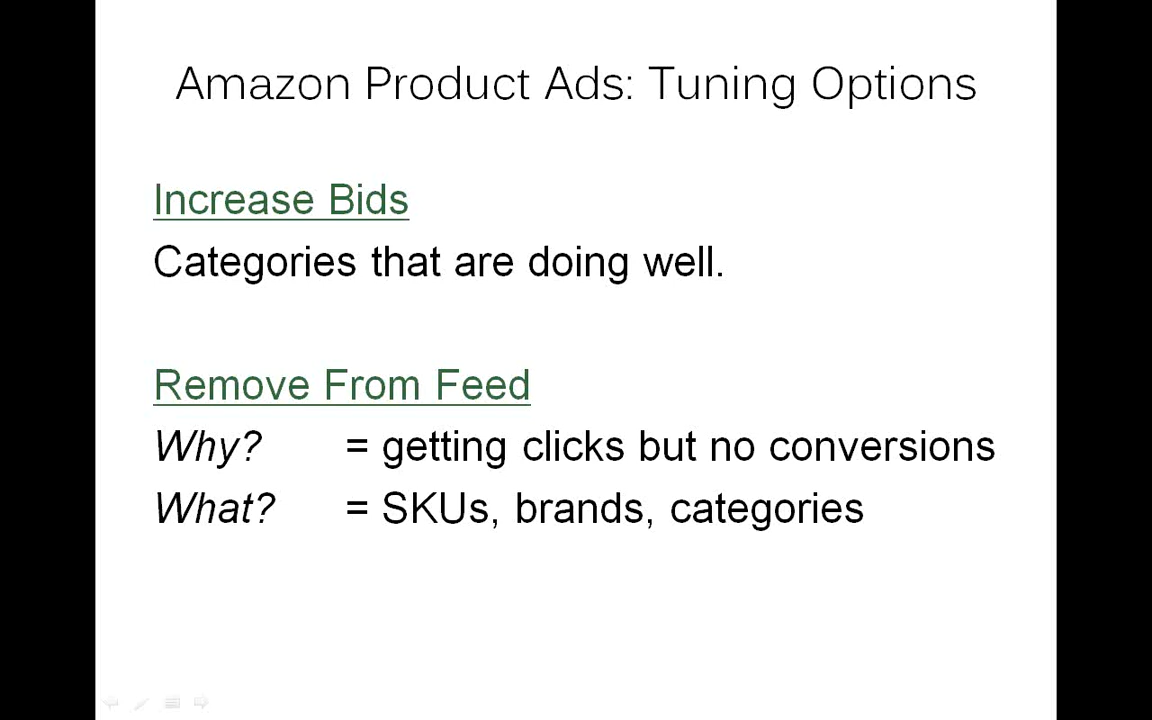 Amazon Product Ads: Tuning Options
Increase Bids
Categories that are doing well.
Remove From Feed
Why? = getting clicks but no conversions
What? = SKUs, brands, categories